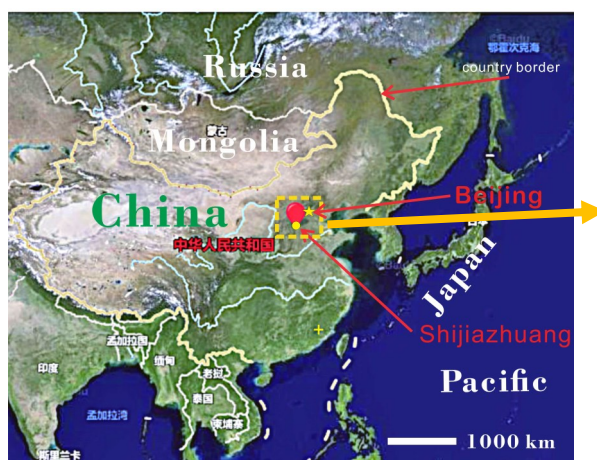 Baidu
鄂霍次克海
Russia
country border
蒙古
Mongolia
China
Beijing
中华人民共和国
Japan
Shijiazhuang
孟加拉国
缅甸
印度
老挝
泰国
Pacific
孟加拉湾
柬埔寨
斯里兰卡
1000 km